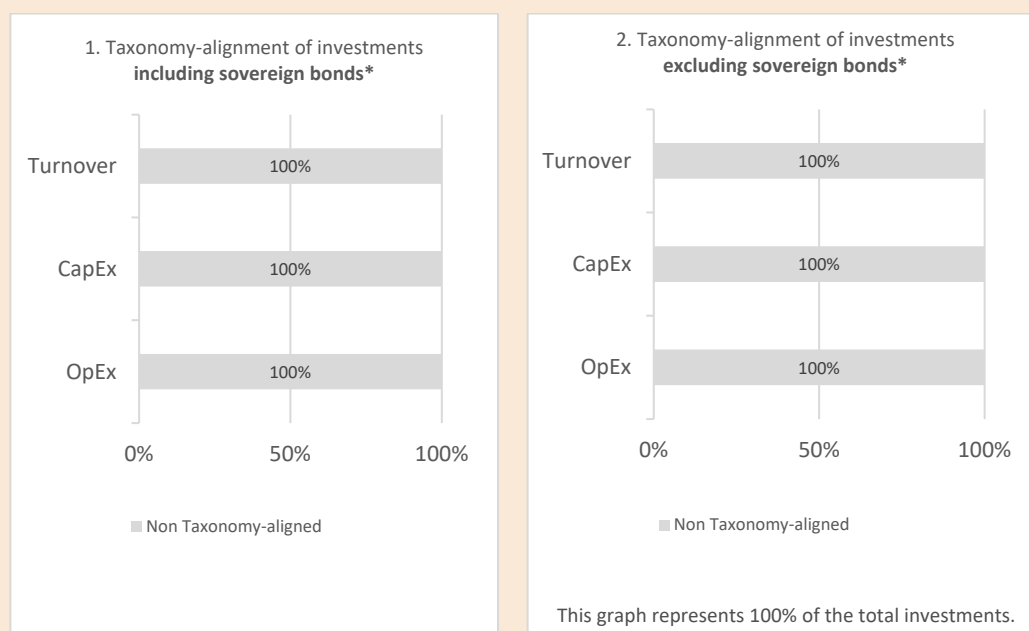 1. Taxonomy-alignment of investments
including sovereign bonds*
Turnover
100%
CapEx
100%
OpEx
100%
0%
50%
100%
Non Taxonomy-aligned
2. Taxonomy-alignment of investments
excluding sovereign bonds*
Turnover
100%
CapEx
100%
OpEx
100%
0%
50%
100%
Non Taxonomy-aligned
This graph represents 100% of the total investments.